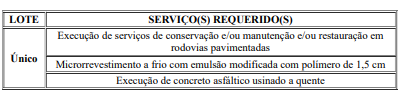 LOTE SERVIÇO(S) REQUERIDO(S)
Execução de serviços de conservação e/ou manutenção e/ou restauração em
rodovias pavimentadas
Único
Microrrevestimento a frio com emulsão modificada com polímero de 1,5 cm
Execução de concreto asfáltico usinado a quente